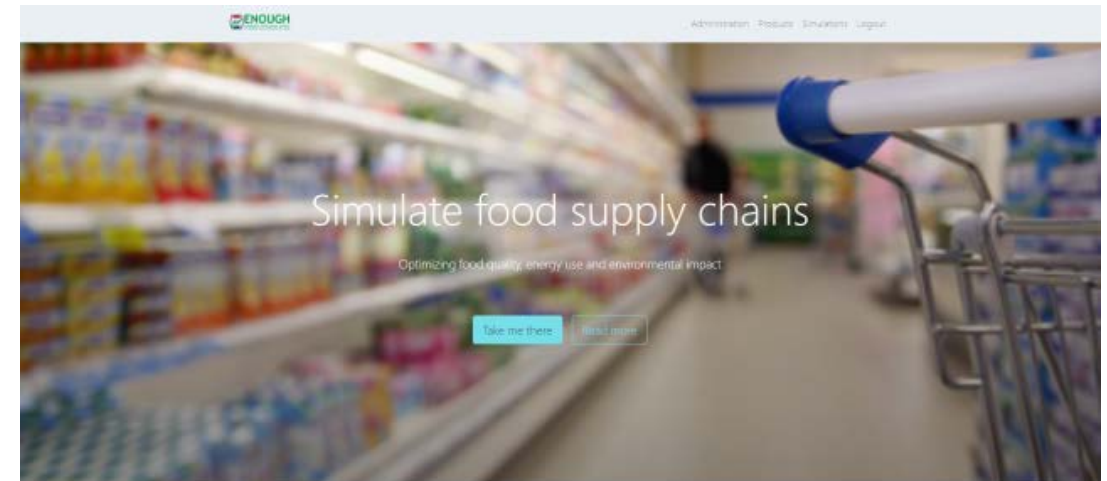 ENOUGH
Administration Products Simulations Logout
Simulate food supply chains
Optimizing food quality, energy use and environmental impact
Take me there
Read more